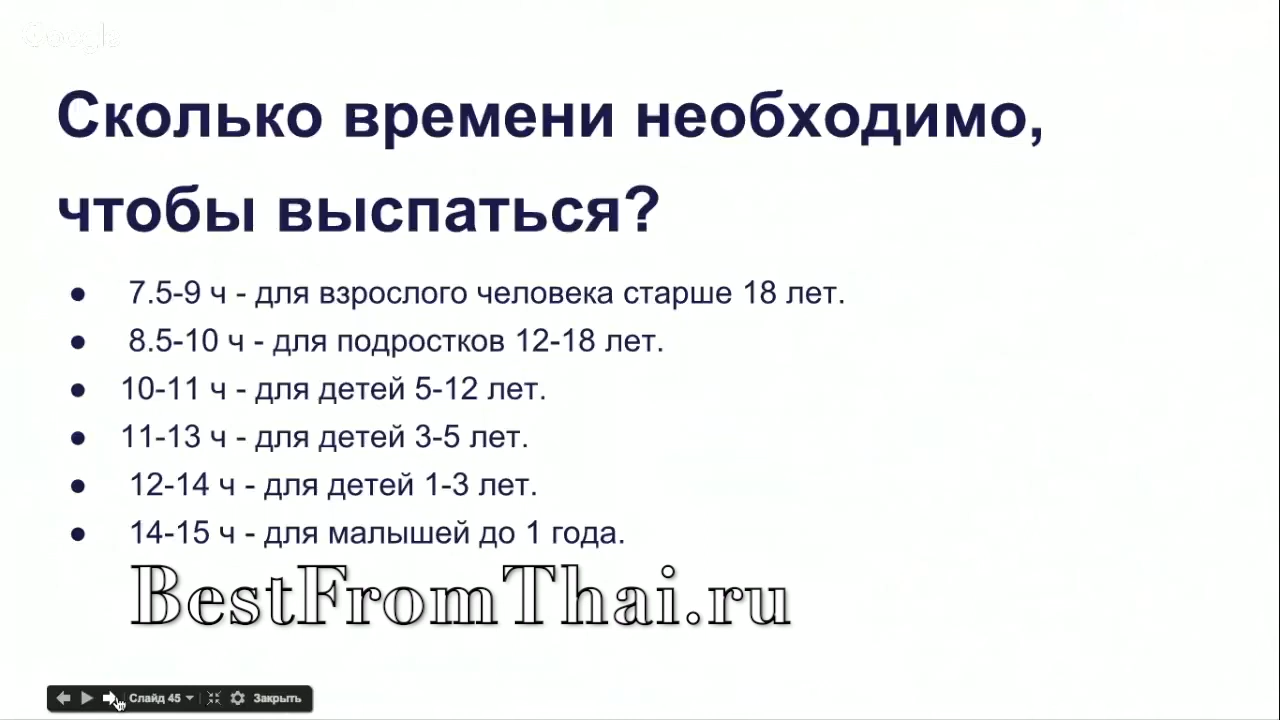 Google
Сколько времени необходимо,
чтобы выспаться?
● 7.5-9 ч - для взрослого человека старше 18 лет.
● 8.5-10 ч - для подростков 12-18 лет.
● 10-11 ч - для детей 5-12 лет.
● 11-13 ч - для детей 3-5 лет.
● 12-14 ч - для детей 1-3 лет.
● 14-15 ч - для малышей до 1 года.
BestFromThai.ru
Слайд 45 Закрыть